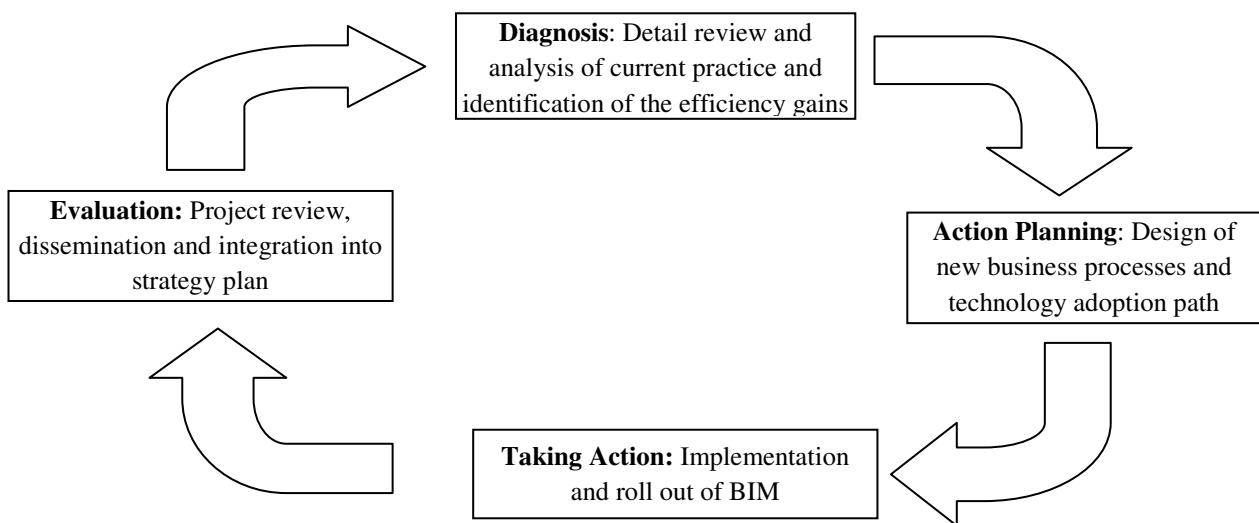 Diagnosis: Detail review and
analysis of current practice and
identification of the efficiency gains
Action Planning: Design of
new business processes and
technology adoption path
Taking Action: Implementation
and roll out of BIM
Evaluation: Project review,
dissemination and integration into
strategy plan